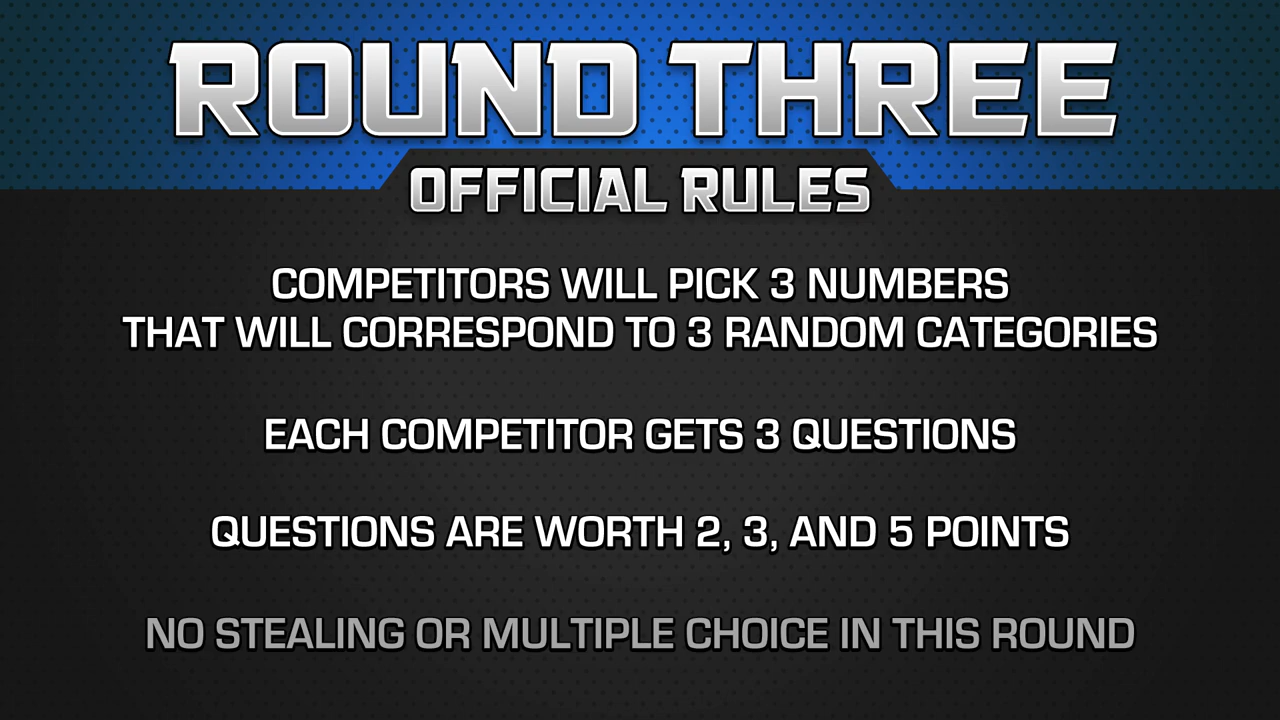 ROUND THREE
OFFICIAL RULES
COMPETITORS WILL PICK 3 NUMBERS
THAT WILL CORRESPOND TO 3 RANDOM CATEGORIES
EACH COMPETITOR GETS 3 QUESTIONS
QUESTIONS ARE WORTH 2, 3, AND 5 POINTS
NO STEALING OR MULTIPLE CHOICE IN THIS ROUND